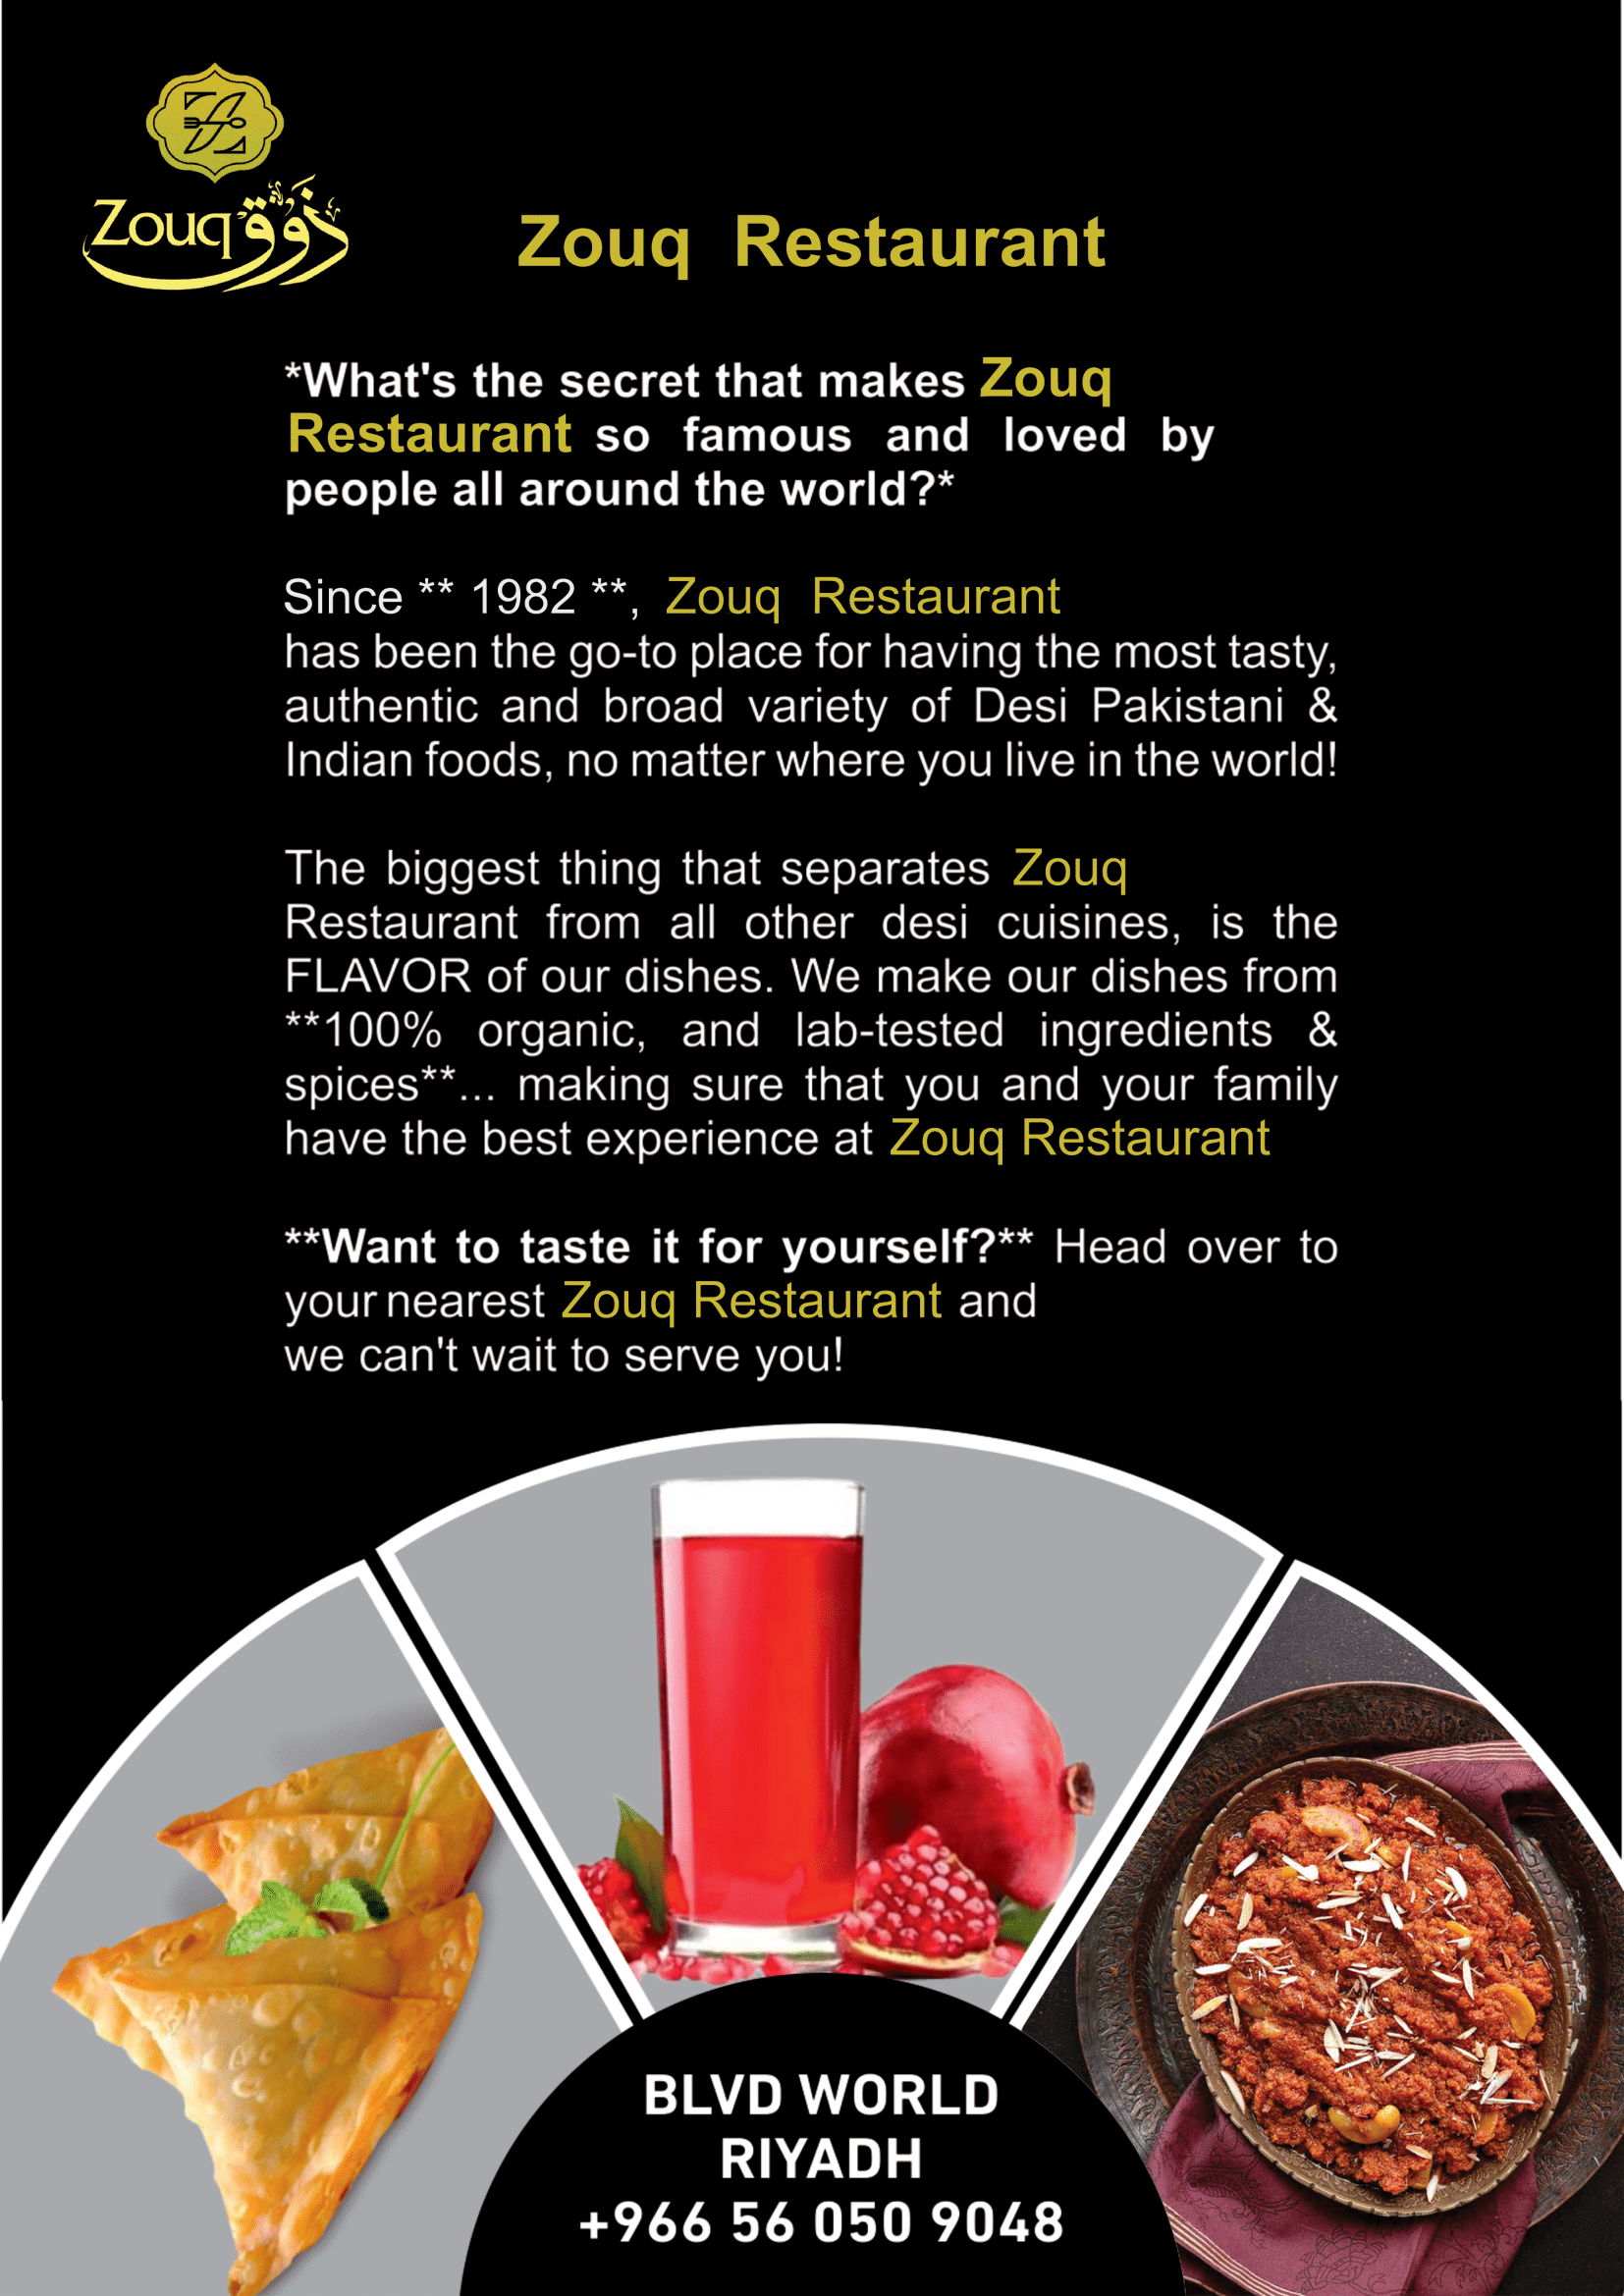 Zouq ذوق
Zouq Restaurant
*What's the secret that makes Zouq
Restaurant so famous and loved by
people all around the world?*
Since ** 1982 **, Zouq Restaurant
has been the go-to place for having the most tasty,
authentic and broad variety of Desi Pakistani &
Indian foods, no matter where you live in the world!
The biggest thing that separates Zouq
Restaurant from all other desi cuisines, is the
FLAVOR of our dishes. We make our dishes from
**100% organic, and lab-tested ingredients &
spices**... making sure that you and your family
have the best experience at Zouq Restaurant
**Want to taste it for yourself?** Head over to
your nearest Zouq Restaurant and
we can't wait to serve you!
BLVD WORLD
RIYADH
+966 56 050 9048